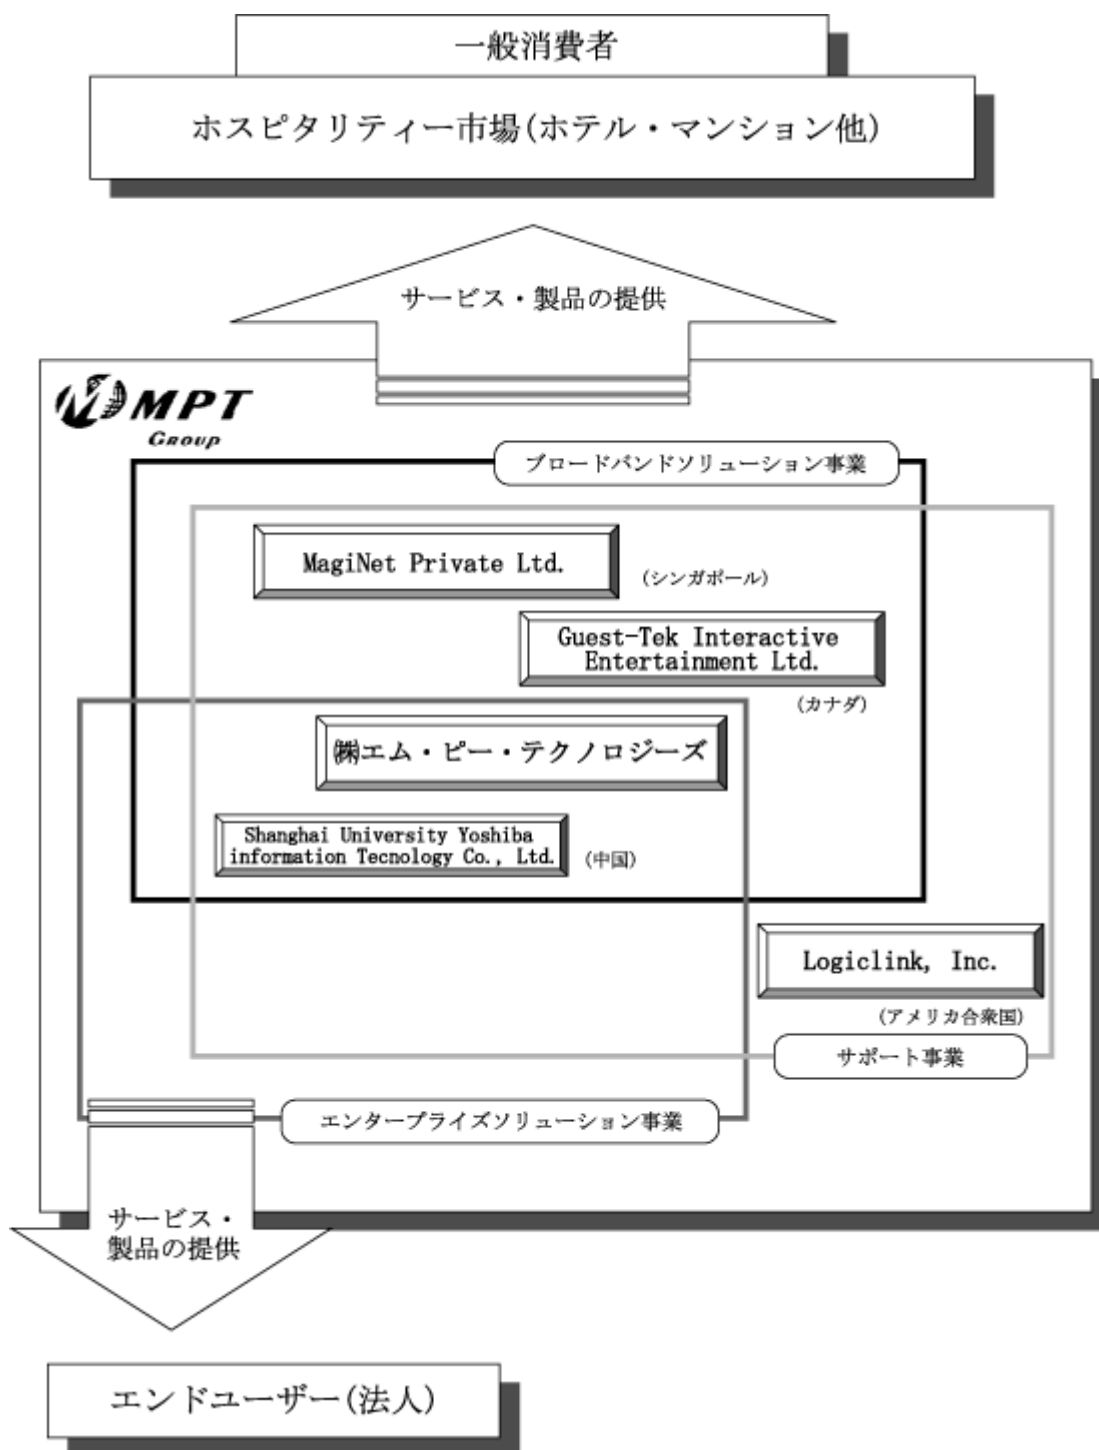 一般消費者
ホスピタリティー市場(ホテル・マンション他)
サービス・製品の提供
MPT
GROUP
ブロードバンドソリューション事業
MagiNet Private Ltd.
(シンガポール)
Guest-Tek Interactive
Entertainment Ltd.
(カナダ)
㈱エム・ピー・テクノロジーズ
Shanghai University Yoshiba
information Tecnology Co., Ltd.
(中国)
Logiclink, Inc.
(アメリカ合衆国)
サポート事業
エンタープライズソリューション事業
サービス・
製品の提供
エンドユーザー(法人)